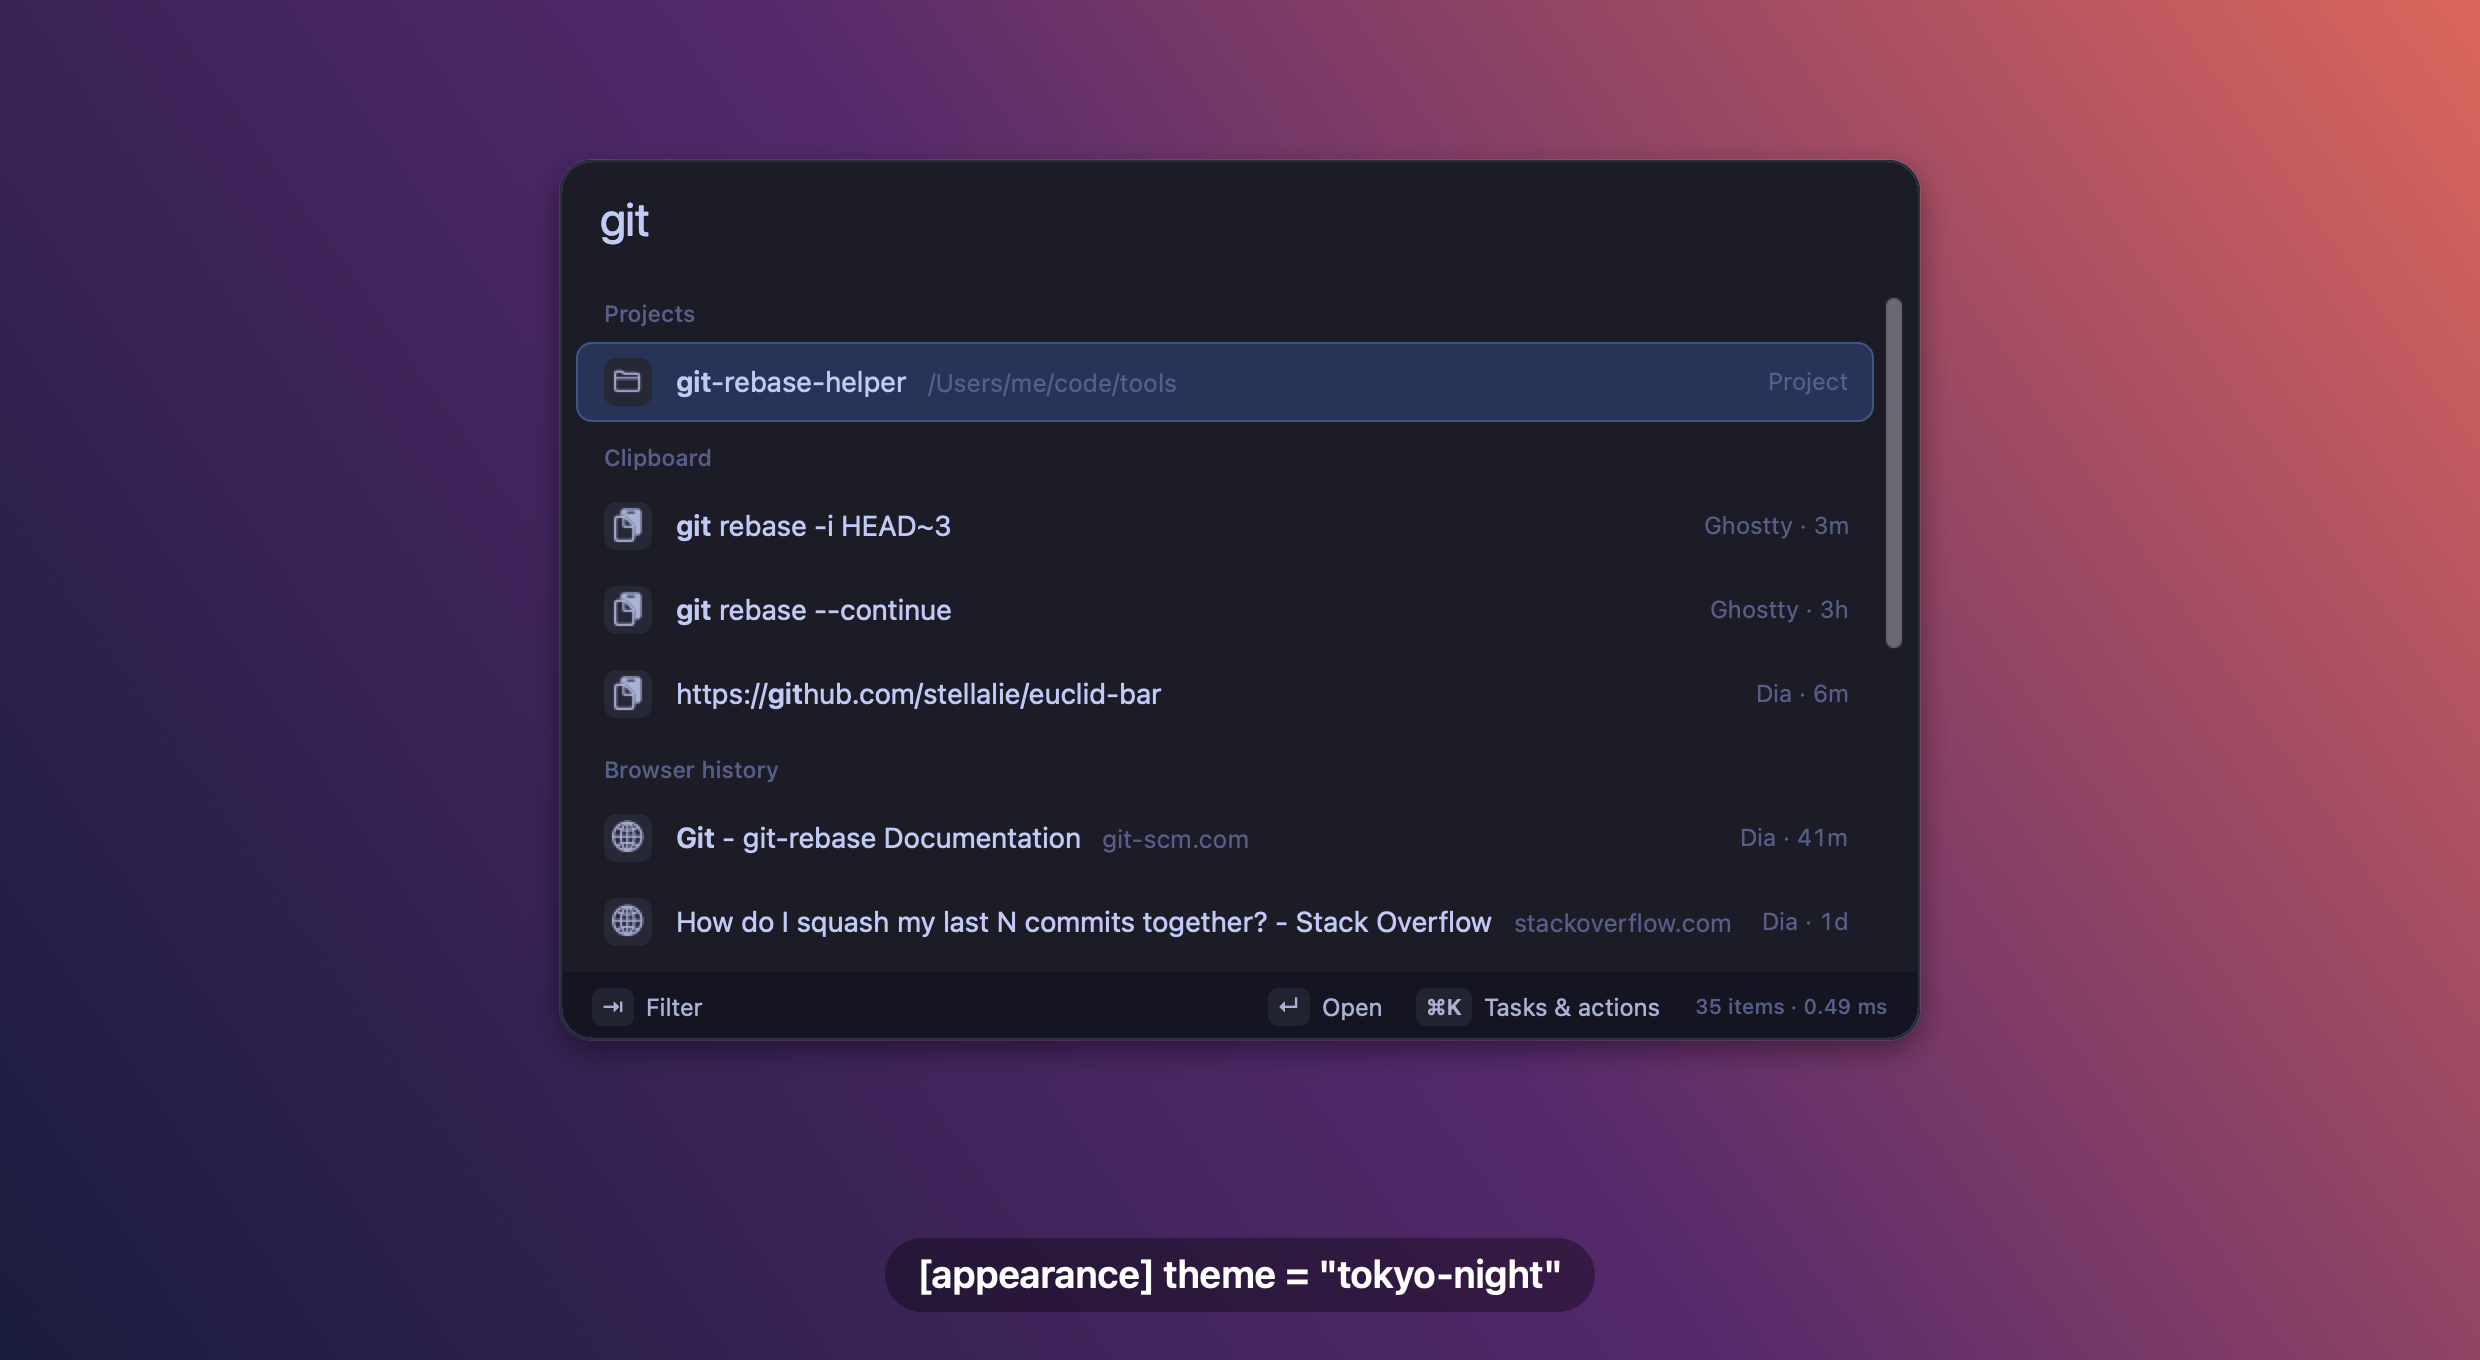 git
Projects
git-rebase-helper /Users/me/code/tools Project
Clipboard
git rebase -i HEAD~3 Ghostty · 3m
git rebase --continue Ghostty · 3h
https://github.com/stellalie/euclid-bar Dia · 6m
Browser history
Git - git-rebase Documentation git-scm.com Dia · 41m
How do I squash my last N commits together? - Stack Overflow stackoverflow.com Dia · 1d
⇥ Filter ↵ Open ⌘K Tasks & actions 35 items · 0.49 ms
[appearance] theme = "tokyo-night"